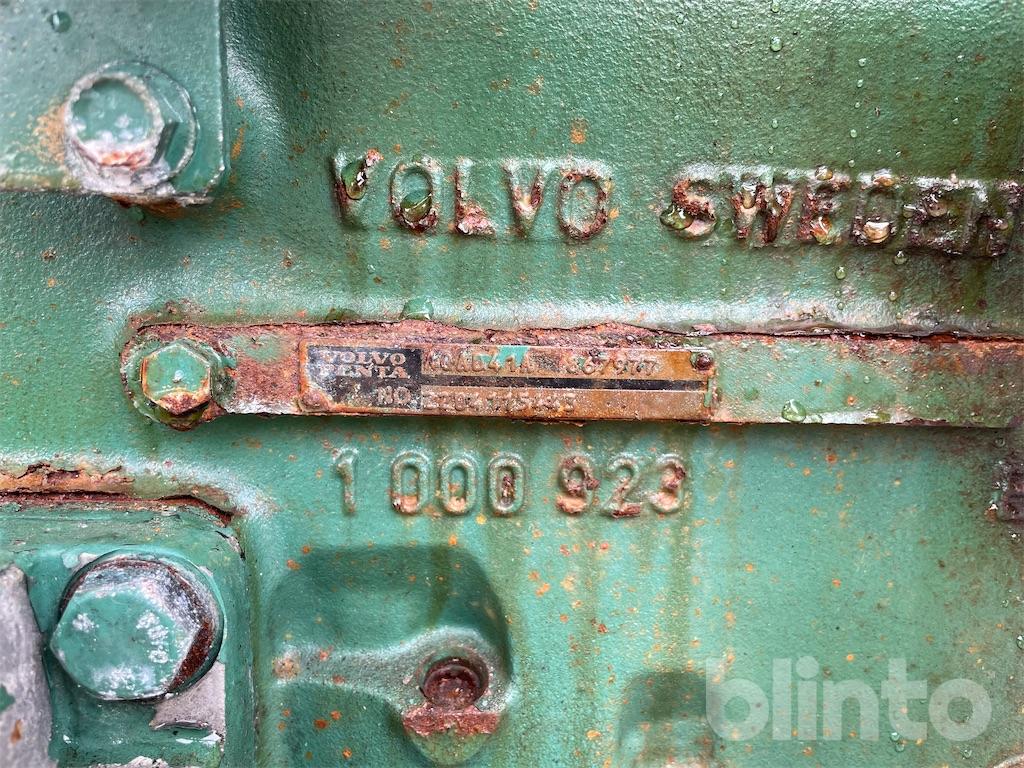 VOLVO SWEDEN
VOLVO
PENTA
NO
1 000 923
blinto